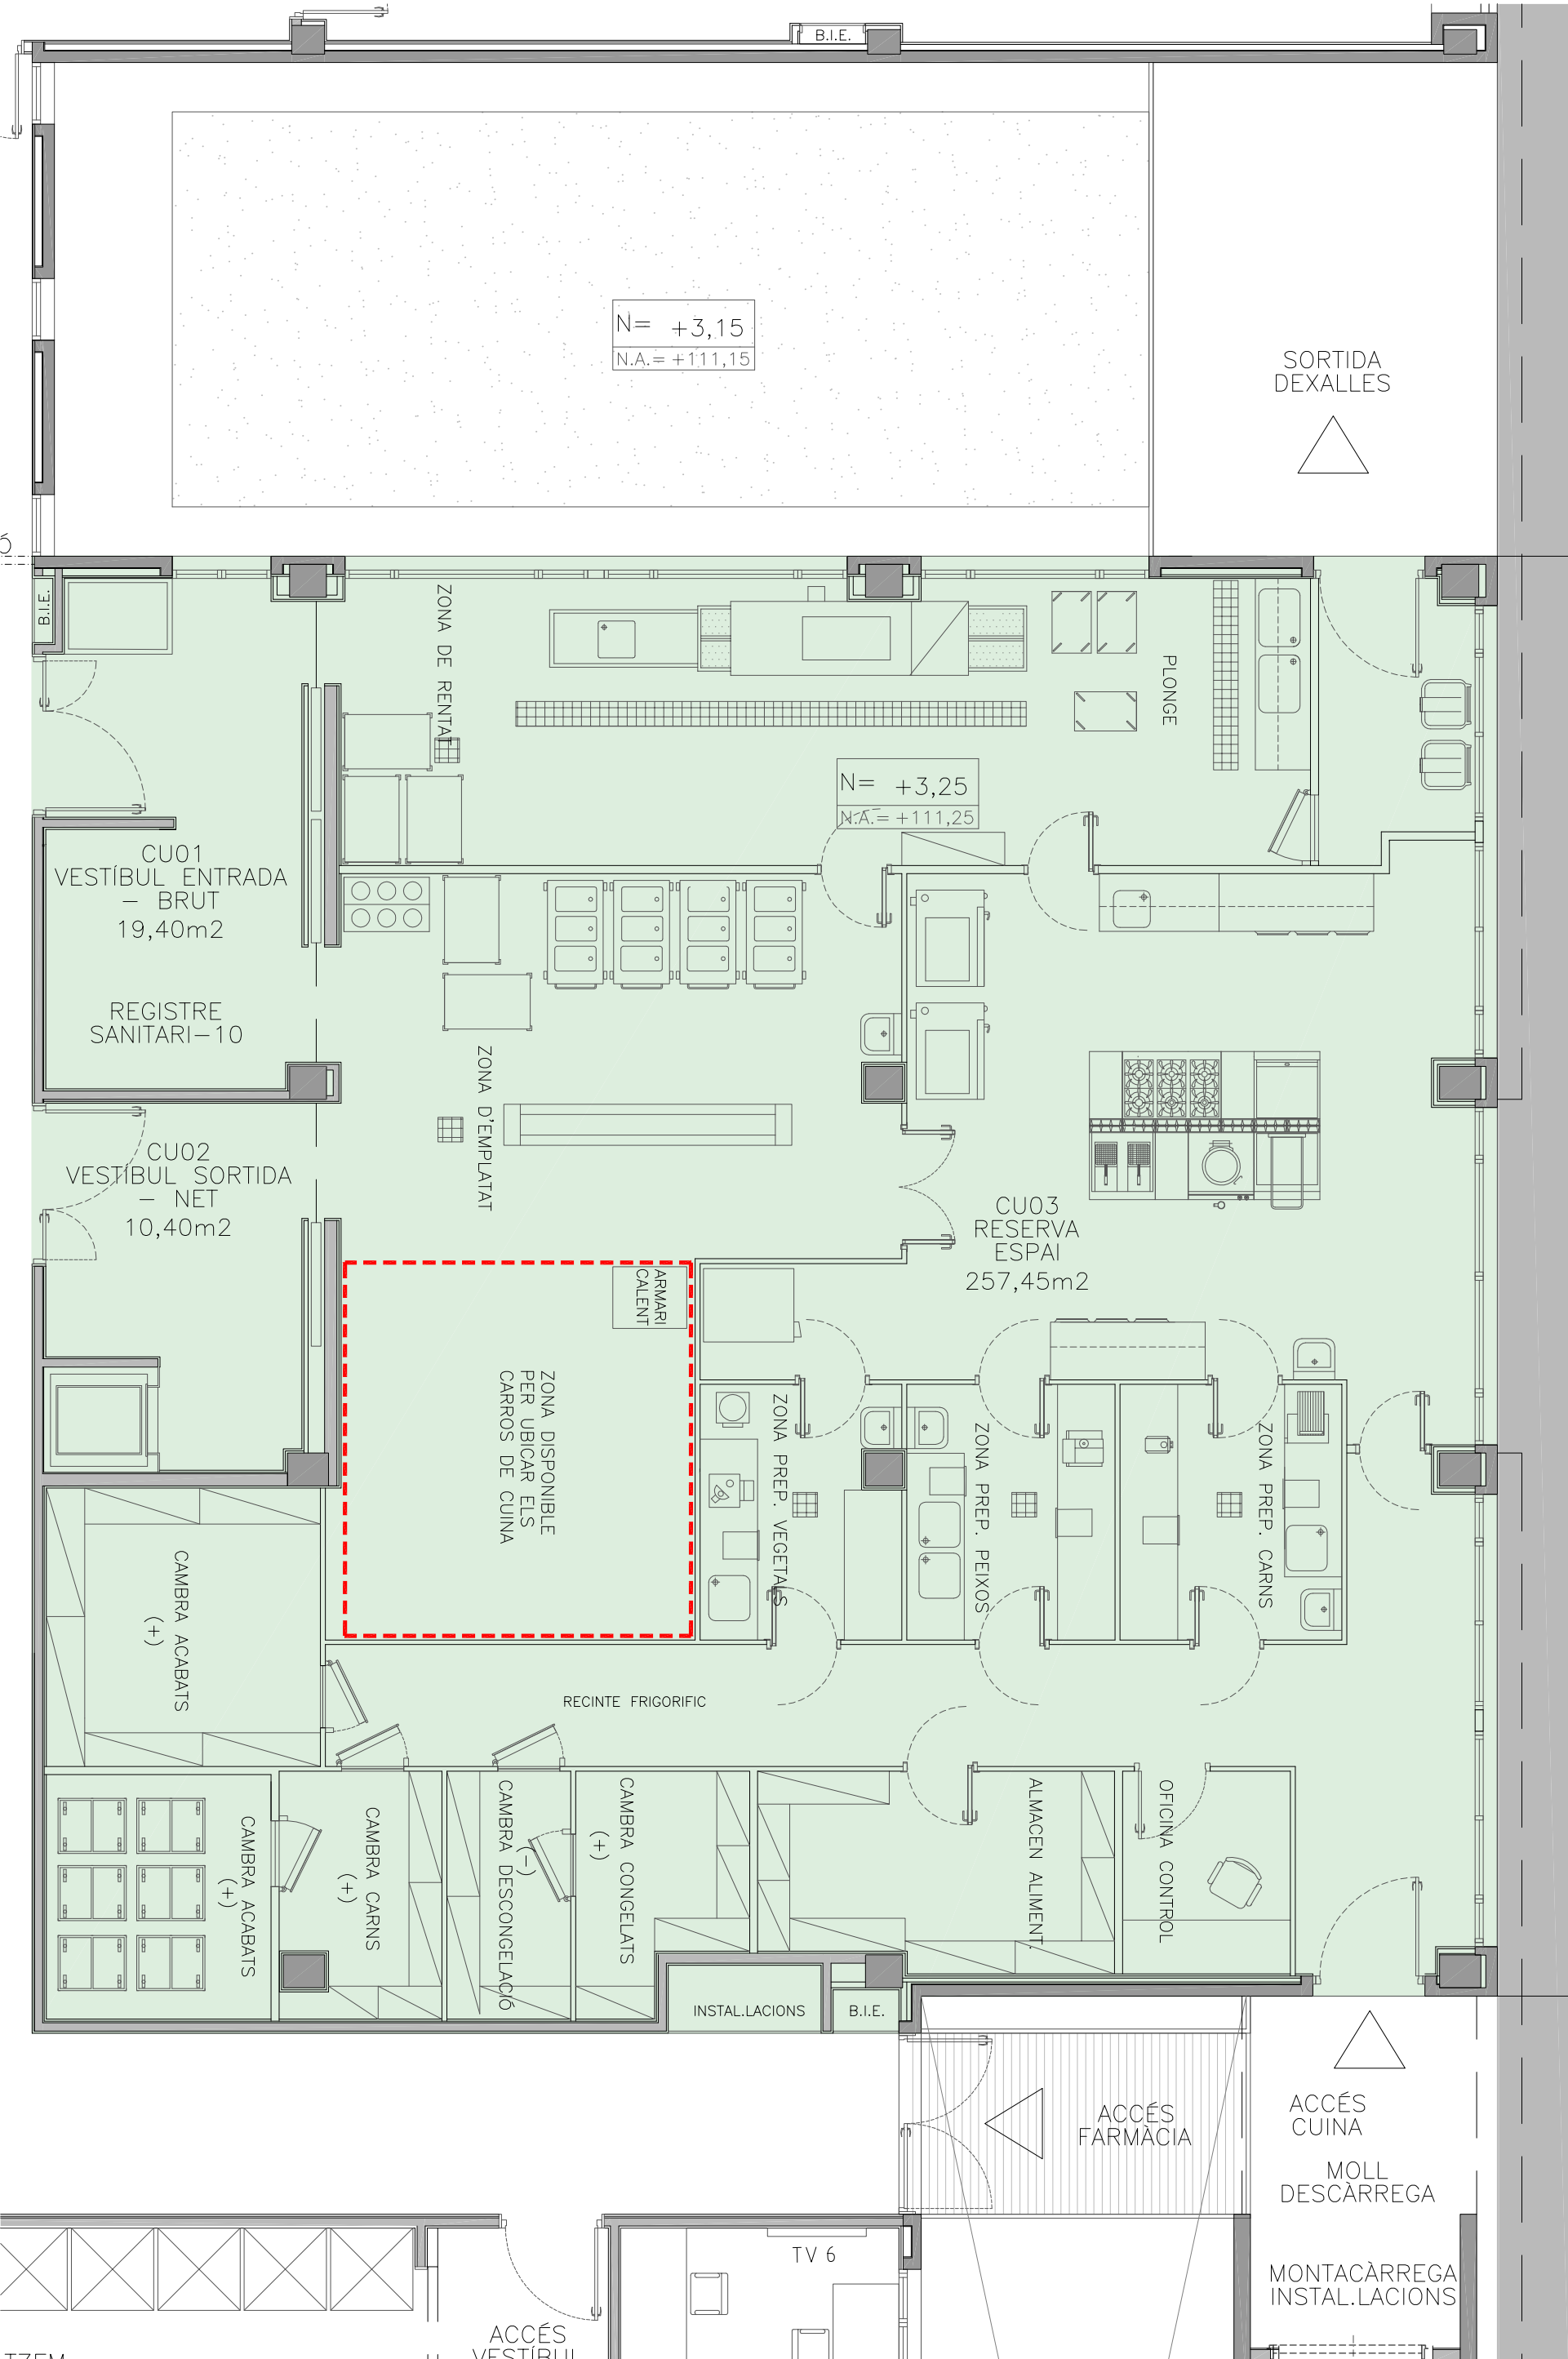 B.I.E.
N= +3,15
N.A.= +111,15
SORTIDA
DEXALLES
B.I.E.
ZONA DE RENTAT
PLONGE
N= +3,25
N.A.= +111,25
CU01
VESTÍBUL ENTRADA
- BRUT
19,40m2
REGISTRE
SANITARI-10
ZONA D'EMPLATAT
CU02
VESTÍBUL SORTIDA
- NET
10,40m2
CU03
RESERVA
ESPAI
257,45m2
ARMARI
CALENT
ZONA DISPONIBLE
PER UBICAR ELS
CARROS DE CUINA
ZONA PREP. VEGETALS
ZONA PREP. PEIXOS
ZONA PREP. CARNS
CAMBRA ACABATS
(+)
RECINTE FRIGORIFIC
CAMBRA ACABATS
(+)
CAMBRA CARNS
(+)
CAMBRA DESCONGELACIÓ
(-)
CAMBRA CONGELATS
(+)
ALMACEN ALIMENT.
OFICINA CONTROL
INSTAL.LACIONS
B.I.E.
ACCÉS
FARMÀCIA
ACCÉS
CUINA
MOLL
DESCÀRREGA
TV 6
MONTACÀRREGA
INSTAL.LACIONS
ACCÉS
VESTÍBUL